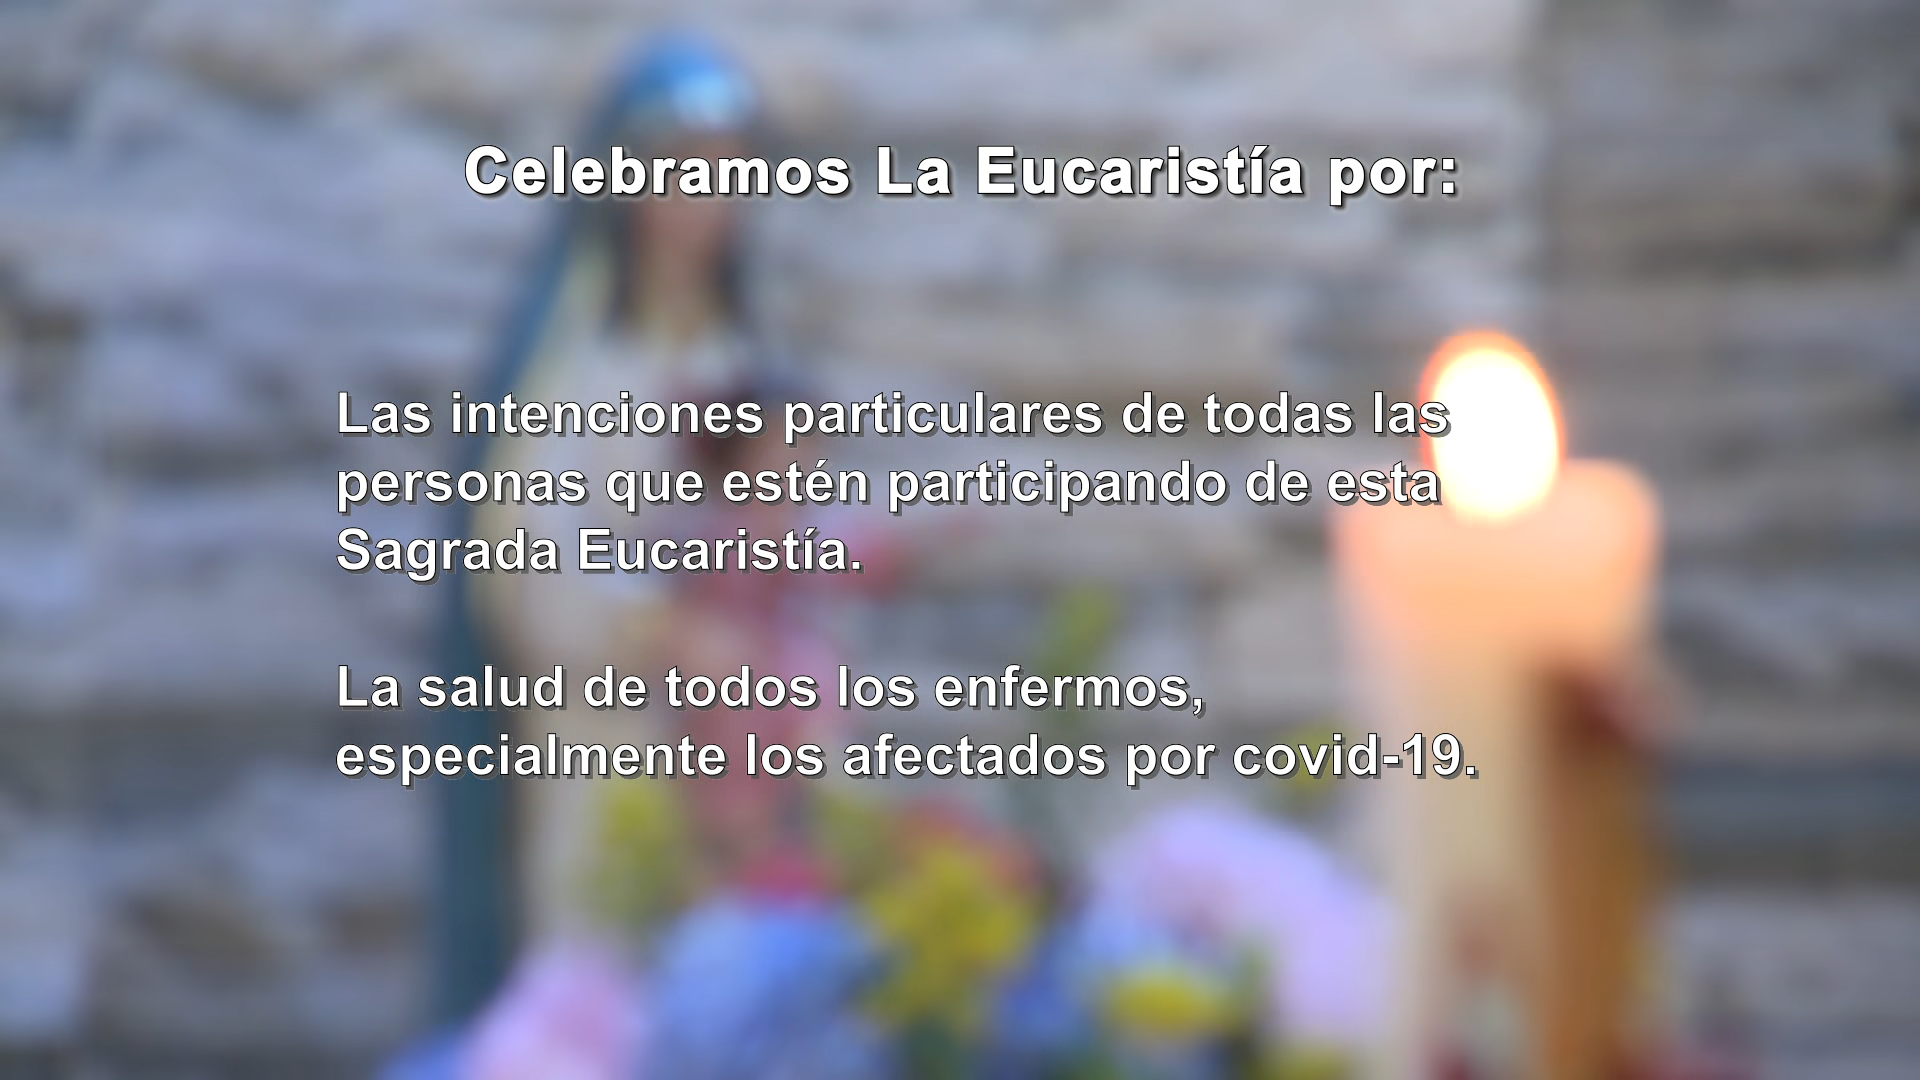 Celebramos La Eucaristía por:
Las intenciones particulares de todas las
personas que estén participando de esta
Sagrada Eucaristía.
La salud de todos los enfermos,
especialmente los afectados por covid-19.